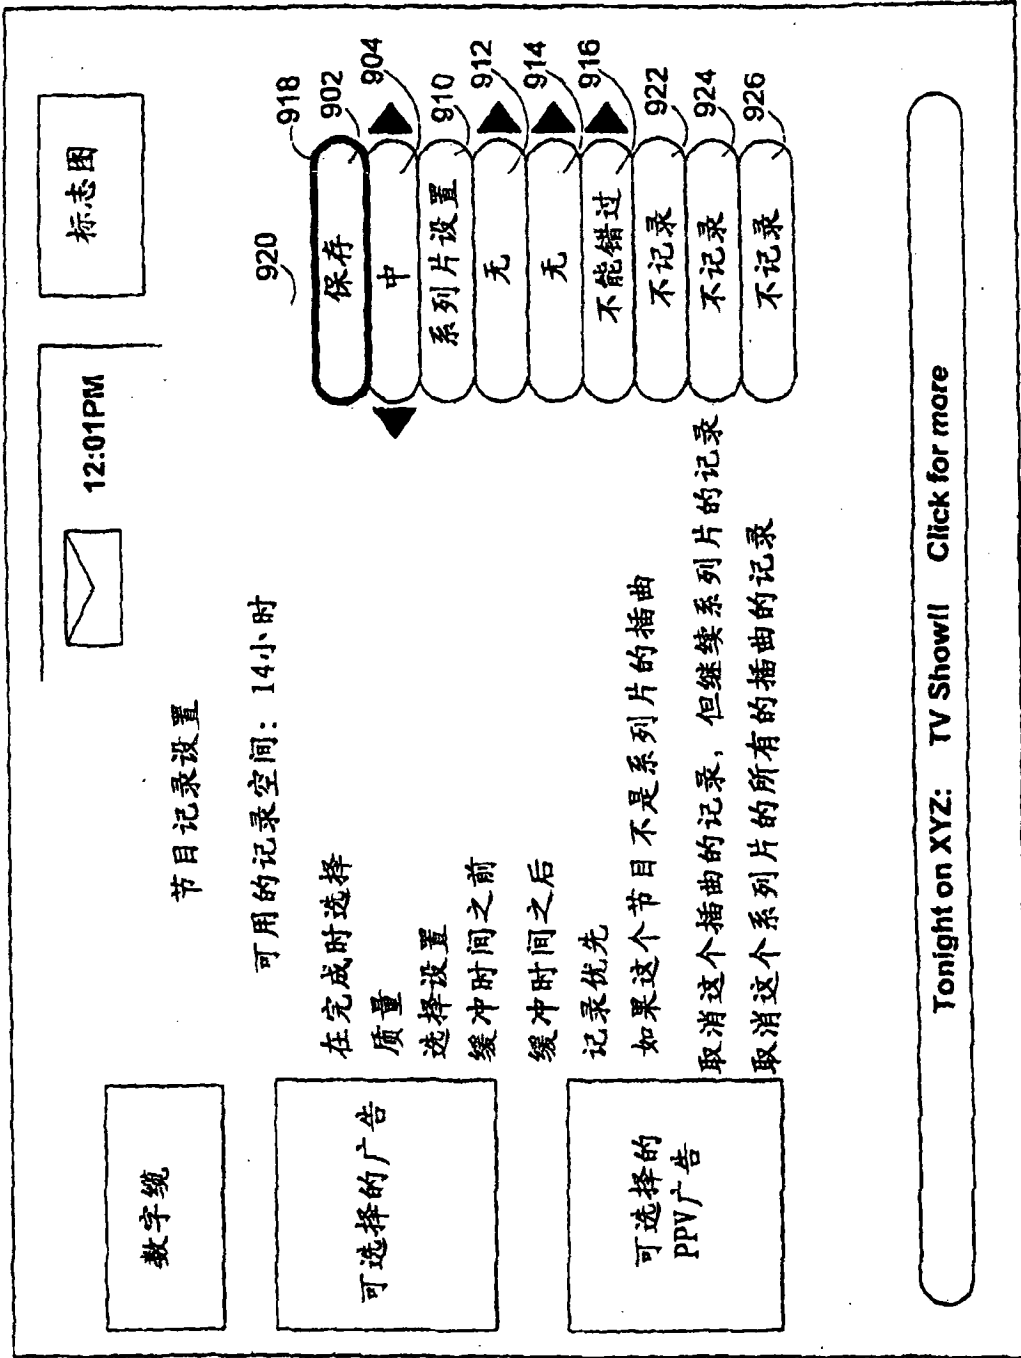 数字缆
12:01PM
标志图
节目记录设置
可用的记录空间: 14小时
920
918
可选择的广告
在完成时选择
保存
902
质量
中
904
选择设置
系列片设置
910
缓冲时间之前
无
912
缓冲时间之后
无
914
记录优先
不能错过
916
可选择的
PPV广告
如果这个节目不是系列片的插曲
不记录
922
取消这个插曲的记录, 但继续系列片的记录
不记录
924
取消这个系列片的所有的插曲的记录
不记录
926
Tonight on XYZ: TV Show!! Click for more